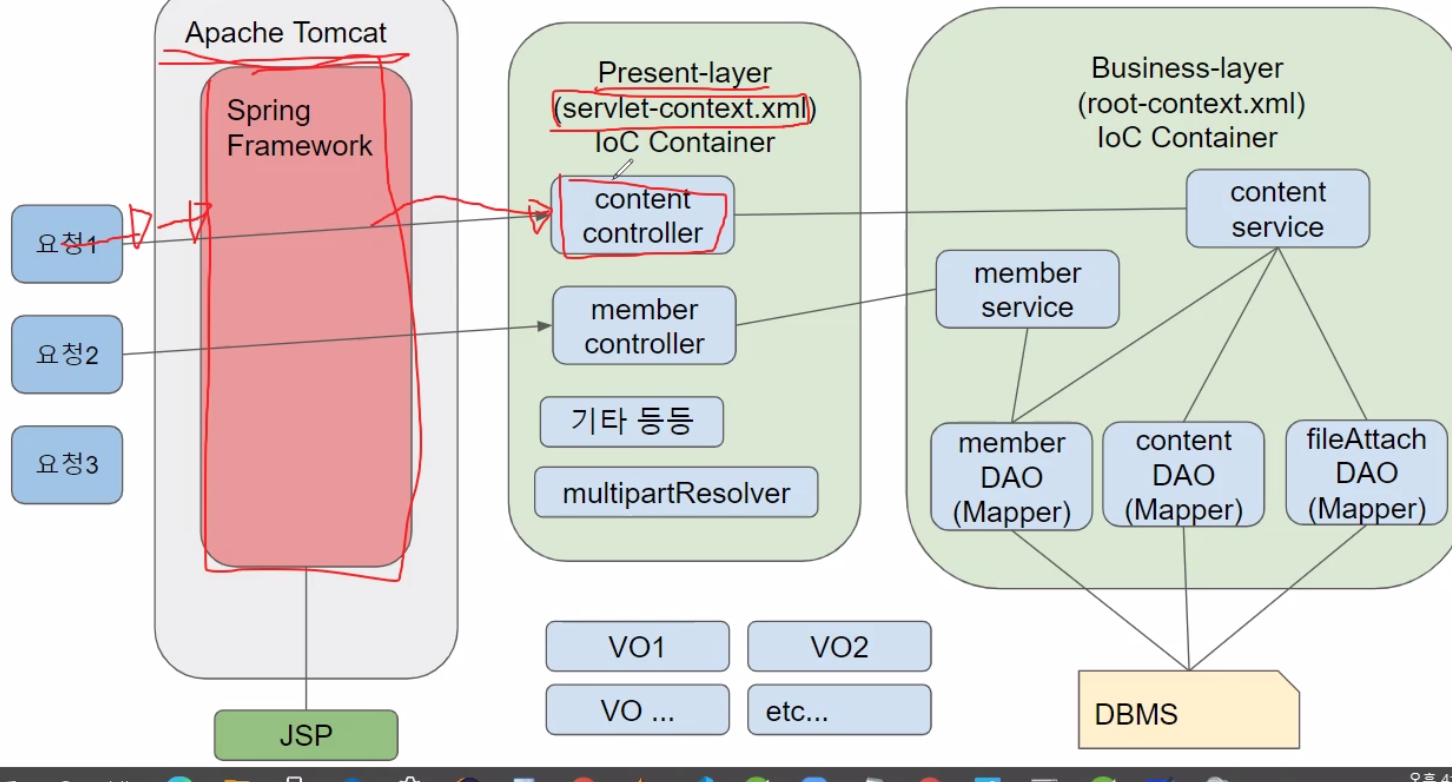 Apache Tomcat
Spring
Framework
요청1
요청2
요청3
JSP
Present-layer
(servlet-context.xml)
IoC Container
content
controller
member
controller
기타 등등
multipartResolver
Business-layer
(root-context.xml)
IoC Container
content
service
member
service
member
DAO
(Mapper)
content
DAO
(Mapper)
fileAttach
DAO
(Mapper)
VO1
VO2
VO ...
etc...
DBMS